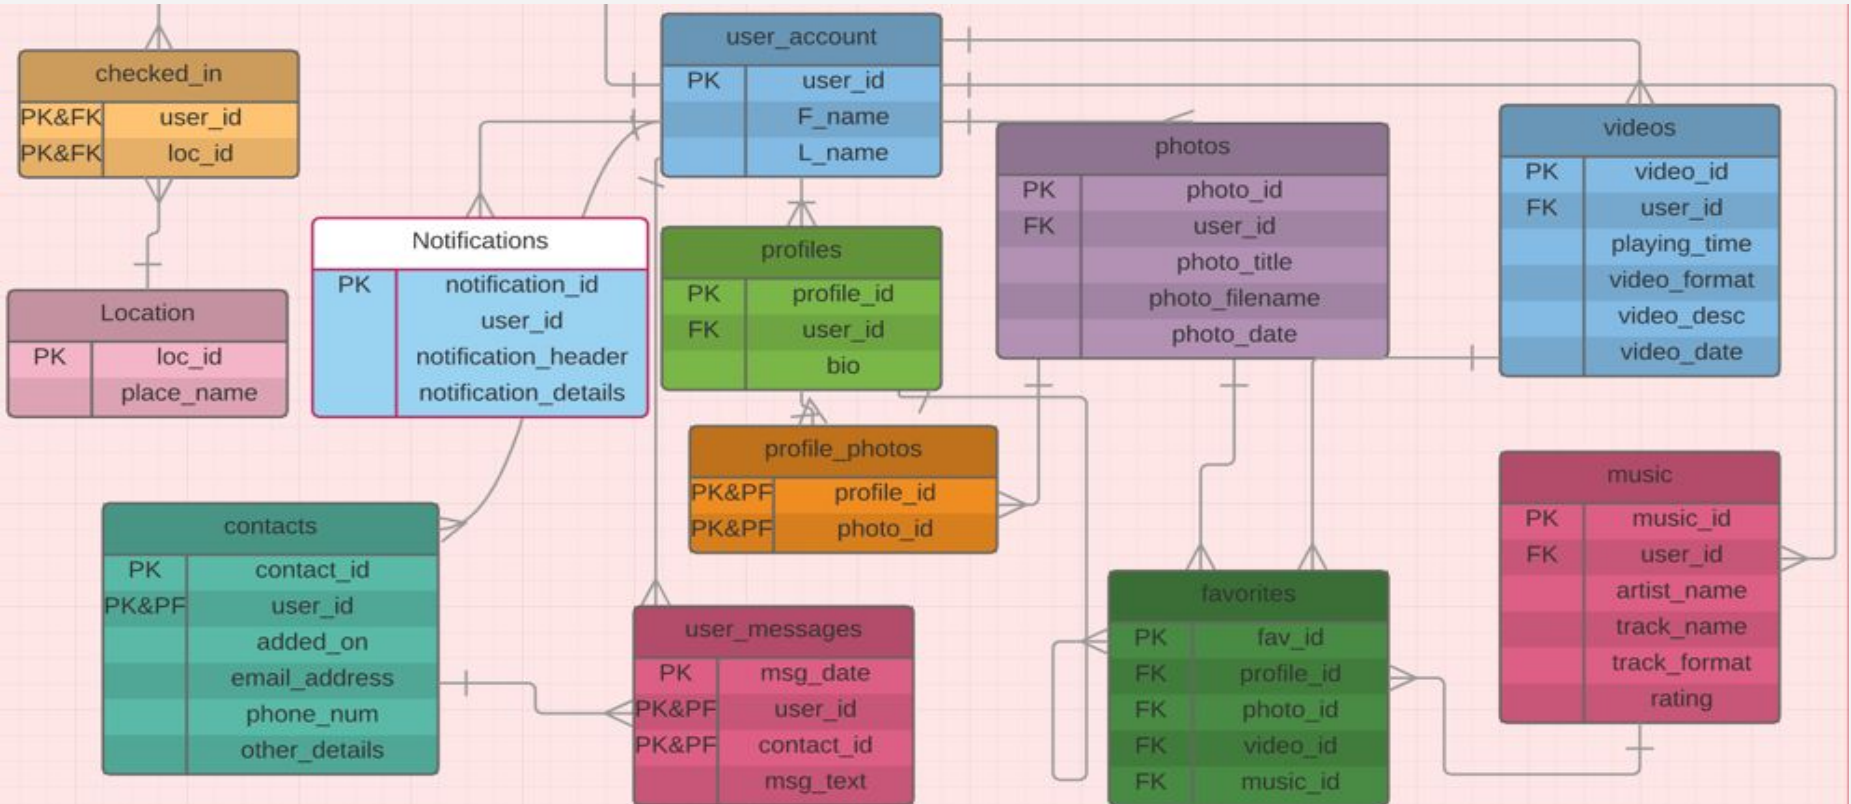 checked_in
PK&FK user_id
PK&FK loc_id
Location
PK loc_id
place_name
Notifications
PK notification_id
user_id
notification_header
notification_details
contacts
PK contact_id
PK&PF user_id
added_on
email_address
phone_num
other_details
user_account
PK user_id
F_name
L_name
profiles
PK profile_id
FK user_id
bio
profile_photos
PK&PF profile_id
PK&PF photo_id
user_messages
PK msg_date
PK&PF user_id
PK&PF contact_id
msg_text
photos
PK photo_id
FK user_id
photo_title
photo_filename
photo_date
favorites
PK fav_id
FK profile_id
FK photo_id
FK video_id
FK music_id
videos
PK video_id
FK user_id
playing_time
video_format
video_desc
video_date
music
PK music_id
FK user_id
artist_name
track_name
track_format
rating